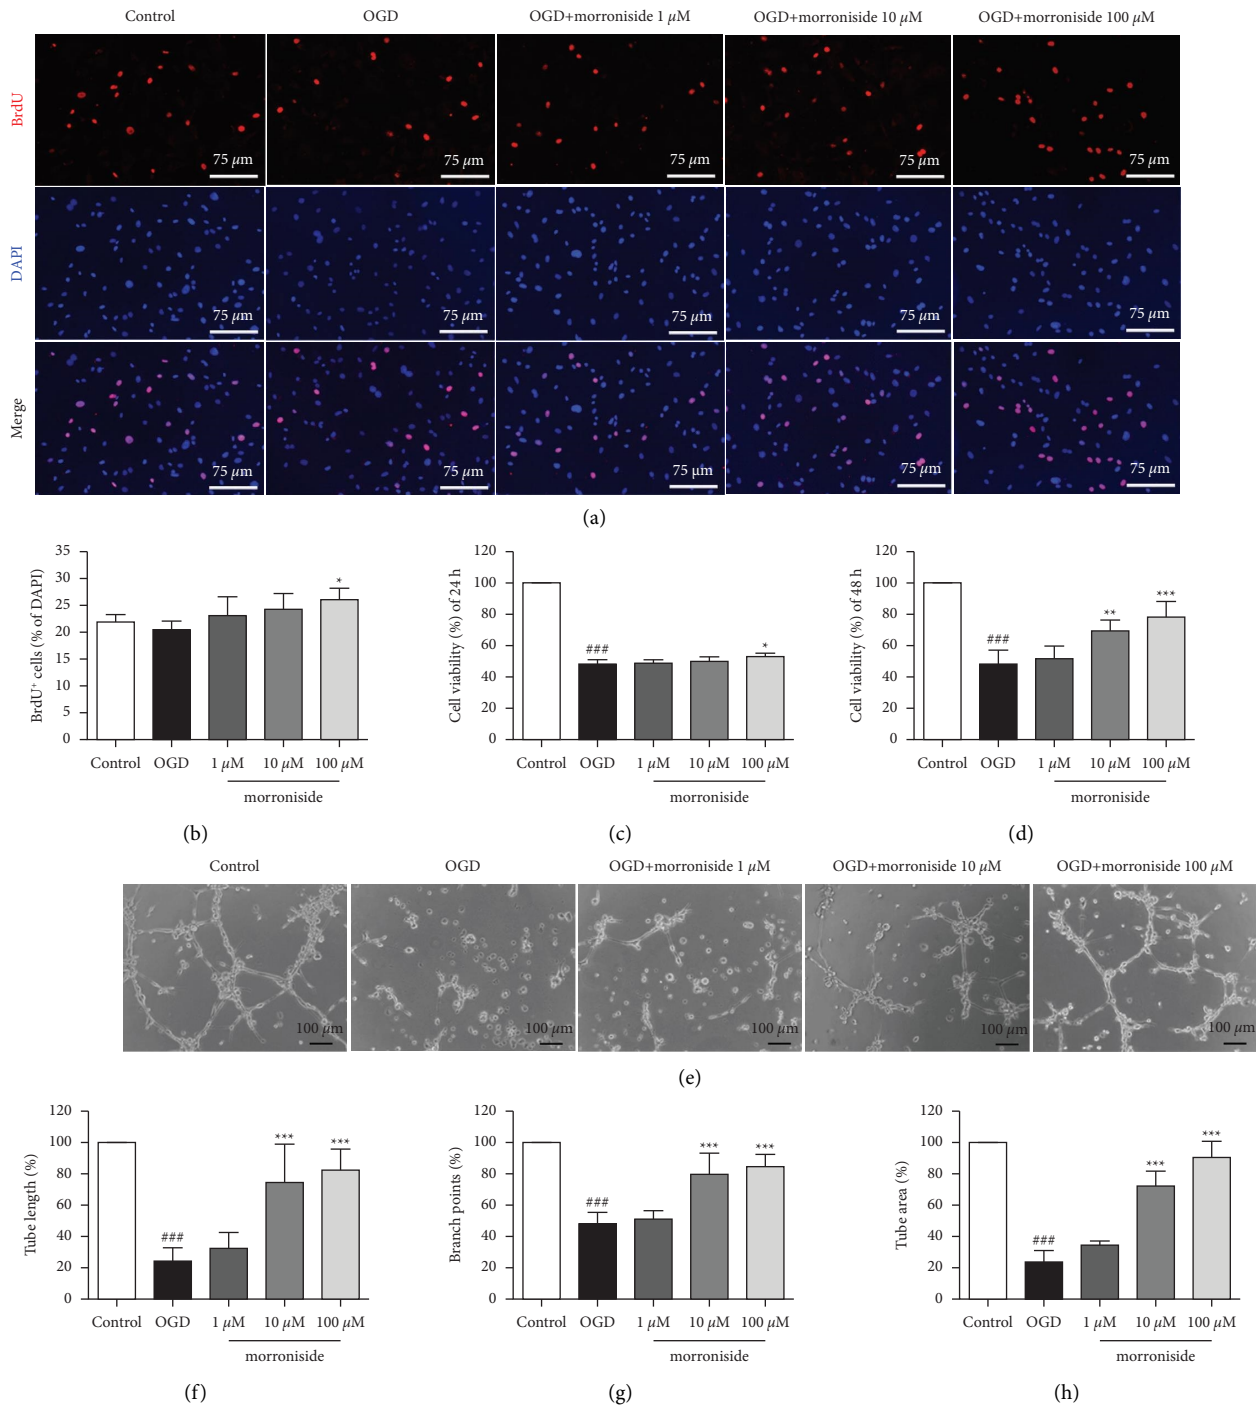 Control OGD OGD+morroniside 1 µM OGD+morroniside 10 µM OGD+morroniside 100 µM
BrdU
75 µm 75 µm 75 µm 75 µm 75 µm
DAPI
75 µm 75 µm 75 µm 75 µm 75 µm
Merge
75 µm 75 µm 75 µm 75 µm 75 µm
(a)
BrdU⁺ cells (% of DAPI)
35
30
25
20
15
10
5
0
*
Control OGD 1 µM 10 µM 100 µM
morroniside
(b)
Cell viability (%) of 24 h
120
100
80
60
40
20
0
###
*
Control OGD 1 µM 10 µM 100 µM
morroniside
(c)
Cell viability (%) of 48 h
120
100
80
60
40
20
0
###
**
***
Control OGD 1 µM 10 µM 100 µM
morroniside
(d)
Control OGD OGD+morroniside 1 µM OGD+morroniside 10 µM OGD+morroniside 100 µM
100 µm 100 µm 100 µm 100 µm 100 µm
(e)
Tube length (%)
120
100
80
60
40
20
0
###
***
***
Control OGD 1 µM 10 µM 100 µM
morroniside
(f)
Branch points (%)
120
100
80
60
40
20
0
###
***
***
Control OGD 1 µM 10 µM 100 µM
morroniside
(g)
Tube area (%)
120
100
80
60
40
20
0
###
***
***
Control OGD 1 µM 10 µM 100 µM
morroniside
(h)